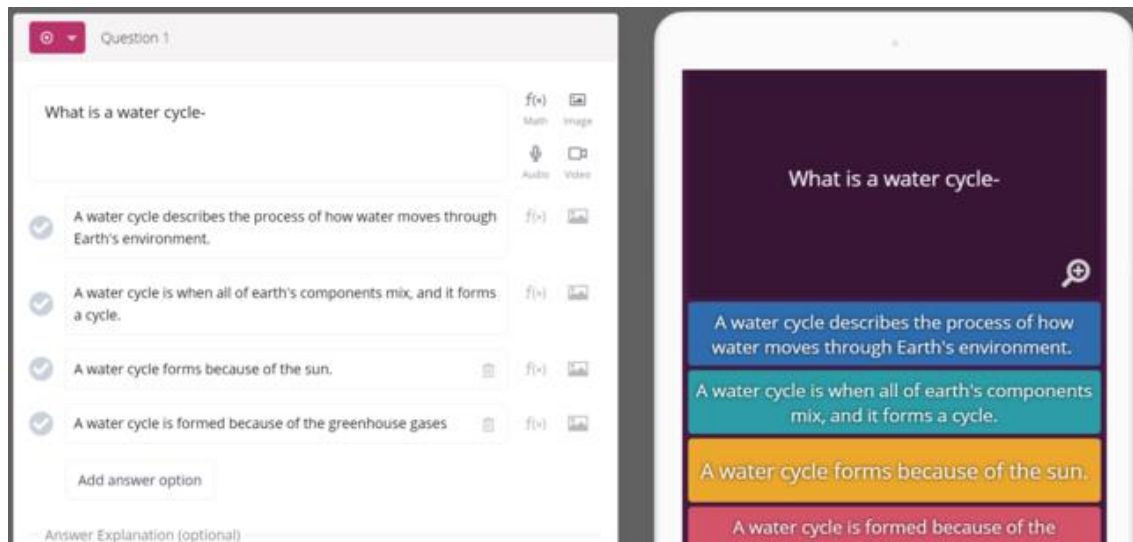 Question 1
What is a water cycle-
f(x)
Math
Image
Audio
Video
A water cycle describes the process of how water moves through
Earth's environment.
f(x)
A water cycle is when all of earth's components mix, and it forms
a cycle.
f(x)
A water cycle forms because of the sun.
f(x)
A water cycle is formed because of the greenhouse gases
f(x)
Add answer option
Answer Explanation (optional)
What is a water cycle-
A water cycle describes the process of how
water moves through Earth's environment.
A water cycle is when all of earth's components
mix, and it forms a cycle.
A water cycle forms because of the sun.
A water cycle is formed because of the